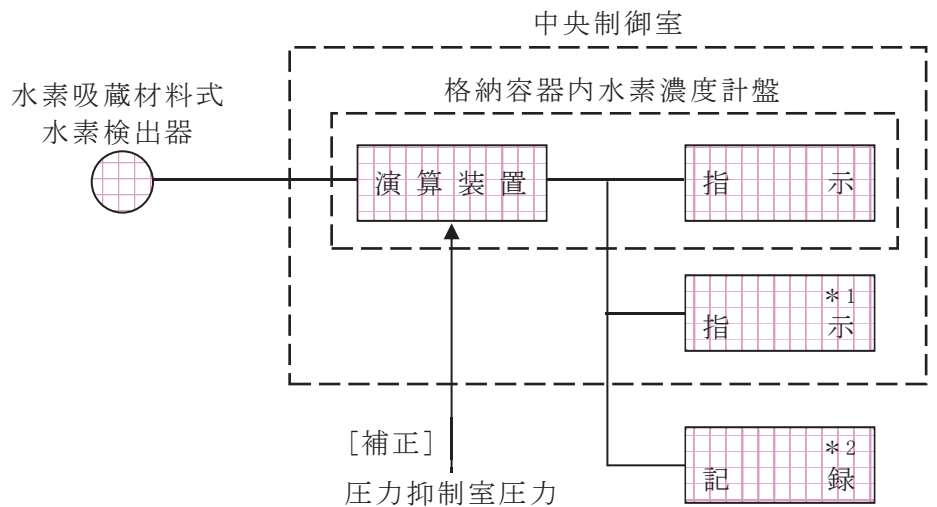 中央制御室
格納容器内水素濃度計盤
水素吸蔵材料式
水素検出器
演算装置
指示
*1
指示
*2
記録
[補正]
圧力抑制室圧力